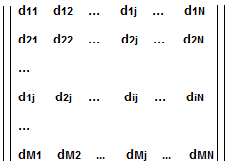 d11 d12 ... d1j ... d1N
d21 d22 ... d2j ... d2N
...
d1j d2j ... dij ... diN
...
dM1 dM2 ... dMj ... dMN